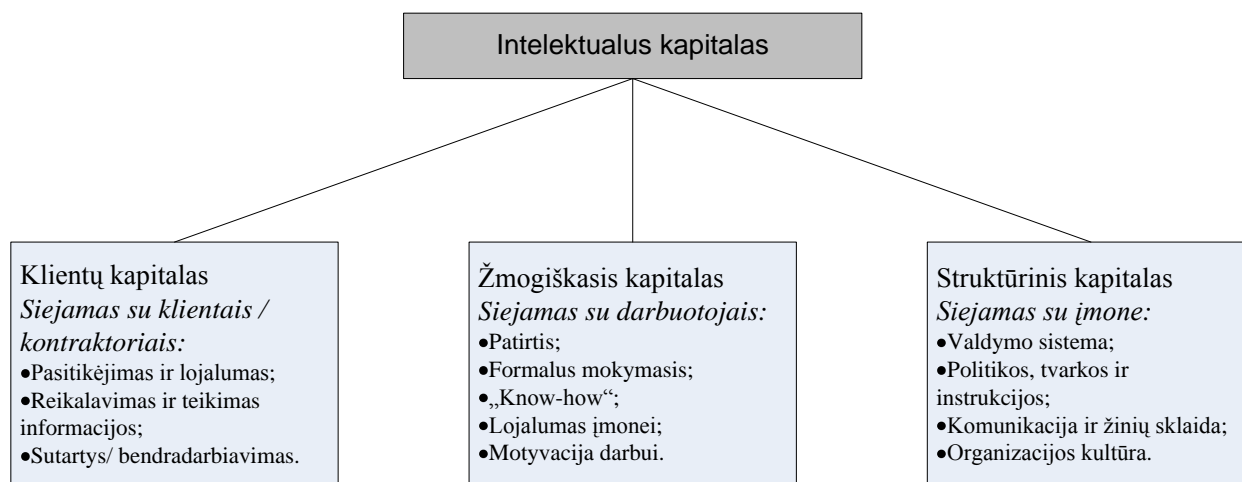 Intelektualus kapitalas
Klientų kapitalas
Siejamas su klientais /
kontraktoriais:
•Pasitikėjimas ir lojalumas;
•Reikalavimas ir teikimas
informacijos;
•Sutartys/ bendradarbiavimas.
Žmogiškasis kapitalas
Siejamas su darbuotojais:
•Patirtis;
•Formalus mokymasis;
•„Know-how“;
•Lojalumas įmonei;
•Motyvacija darbui.
Struktūrinis kapitalas
Siejamas su įmone:
•Valdymo sistema;
•Politikos, tvarkos ir
instrukcijos;
•Komunikacija ir žinių sklaida;
•Organizacijos kultūra.